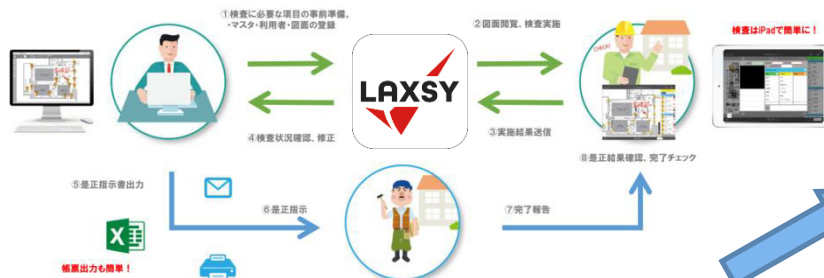 ①検査に必要な項目の事前準備、
・マスタ・利用者・図面の登録
②図面閲覧、検査実施
検査はiPadで簡単に！
CHECK!
LAXSY
④検査状況確認、修正
③実施結果送信
⑧是正結果確認、完了チェック
⑤是正指示書出力
⑥是正指示
⑦完了報告
帳票出力も簡単！